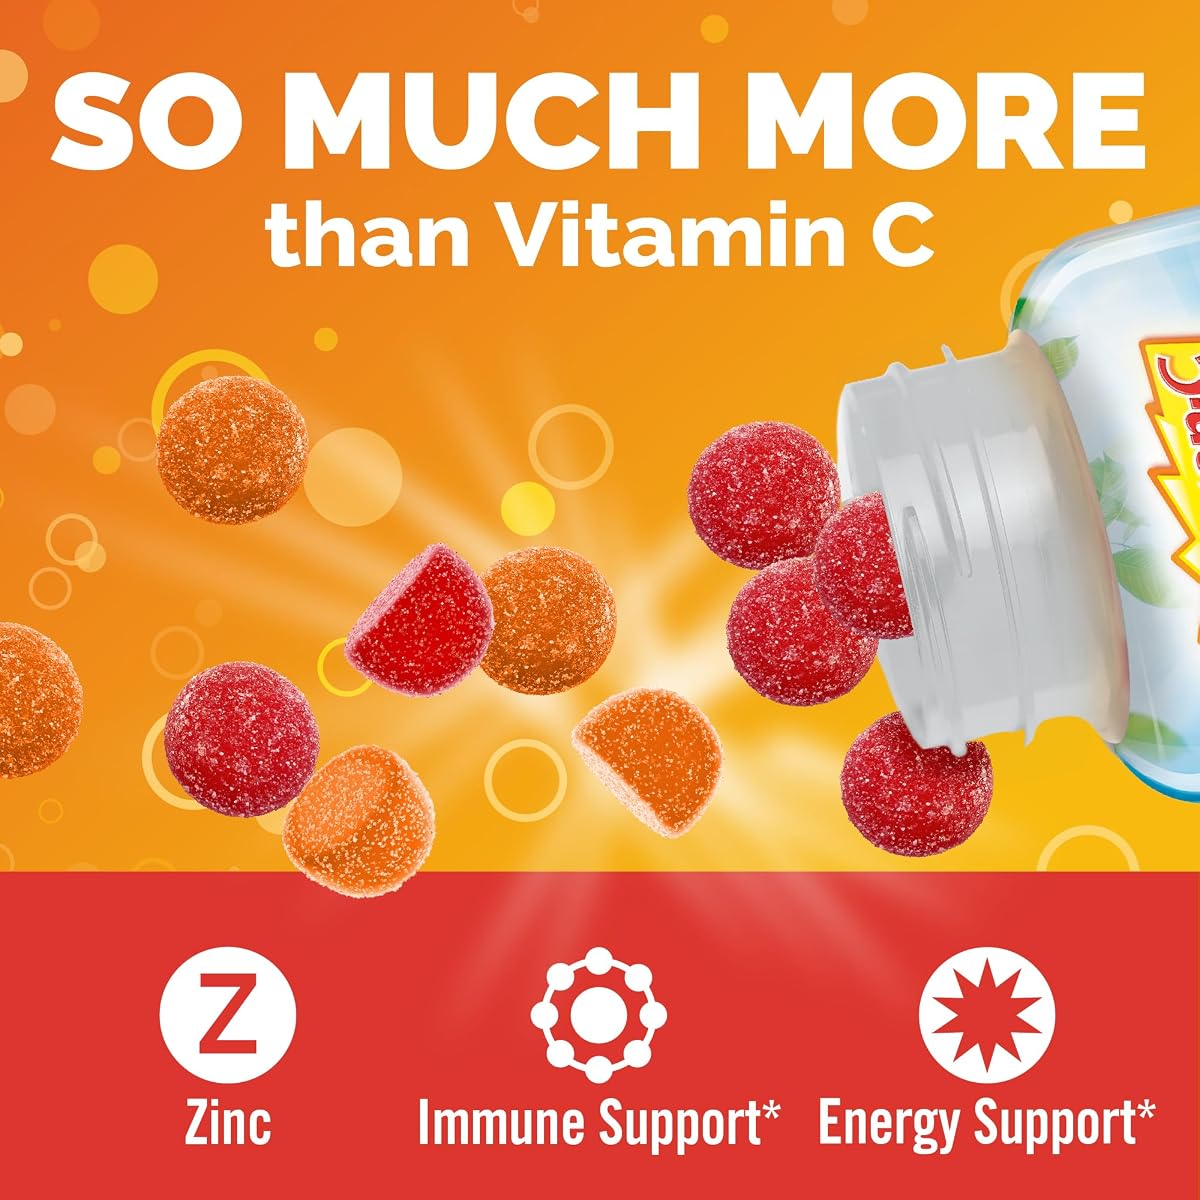 SO MUCH MORE
than Vitamin C
Z
Zinc
Immune Support*
Energy Support*